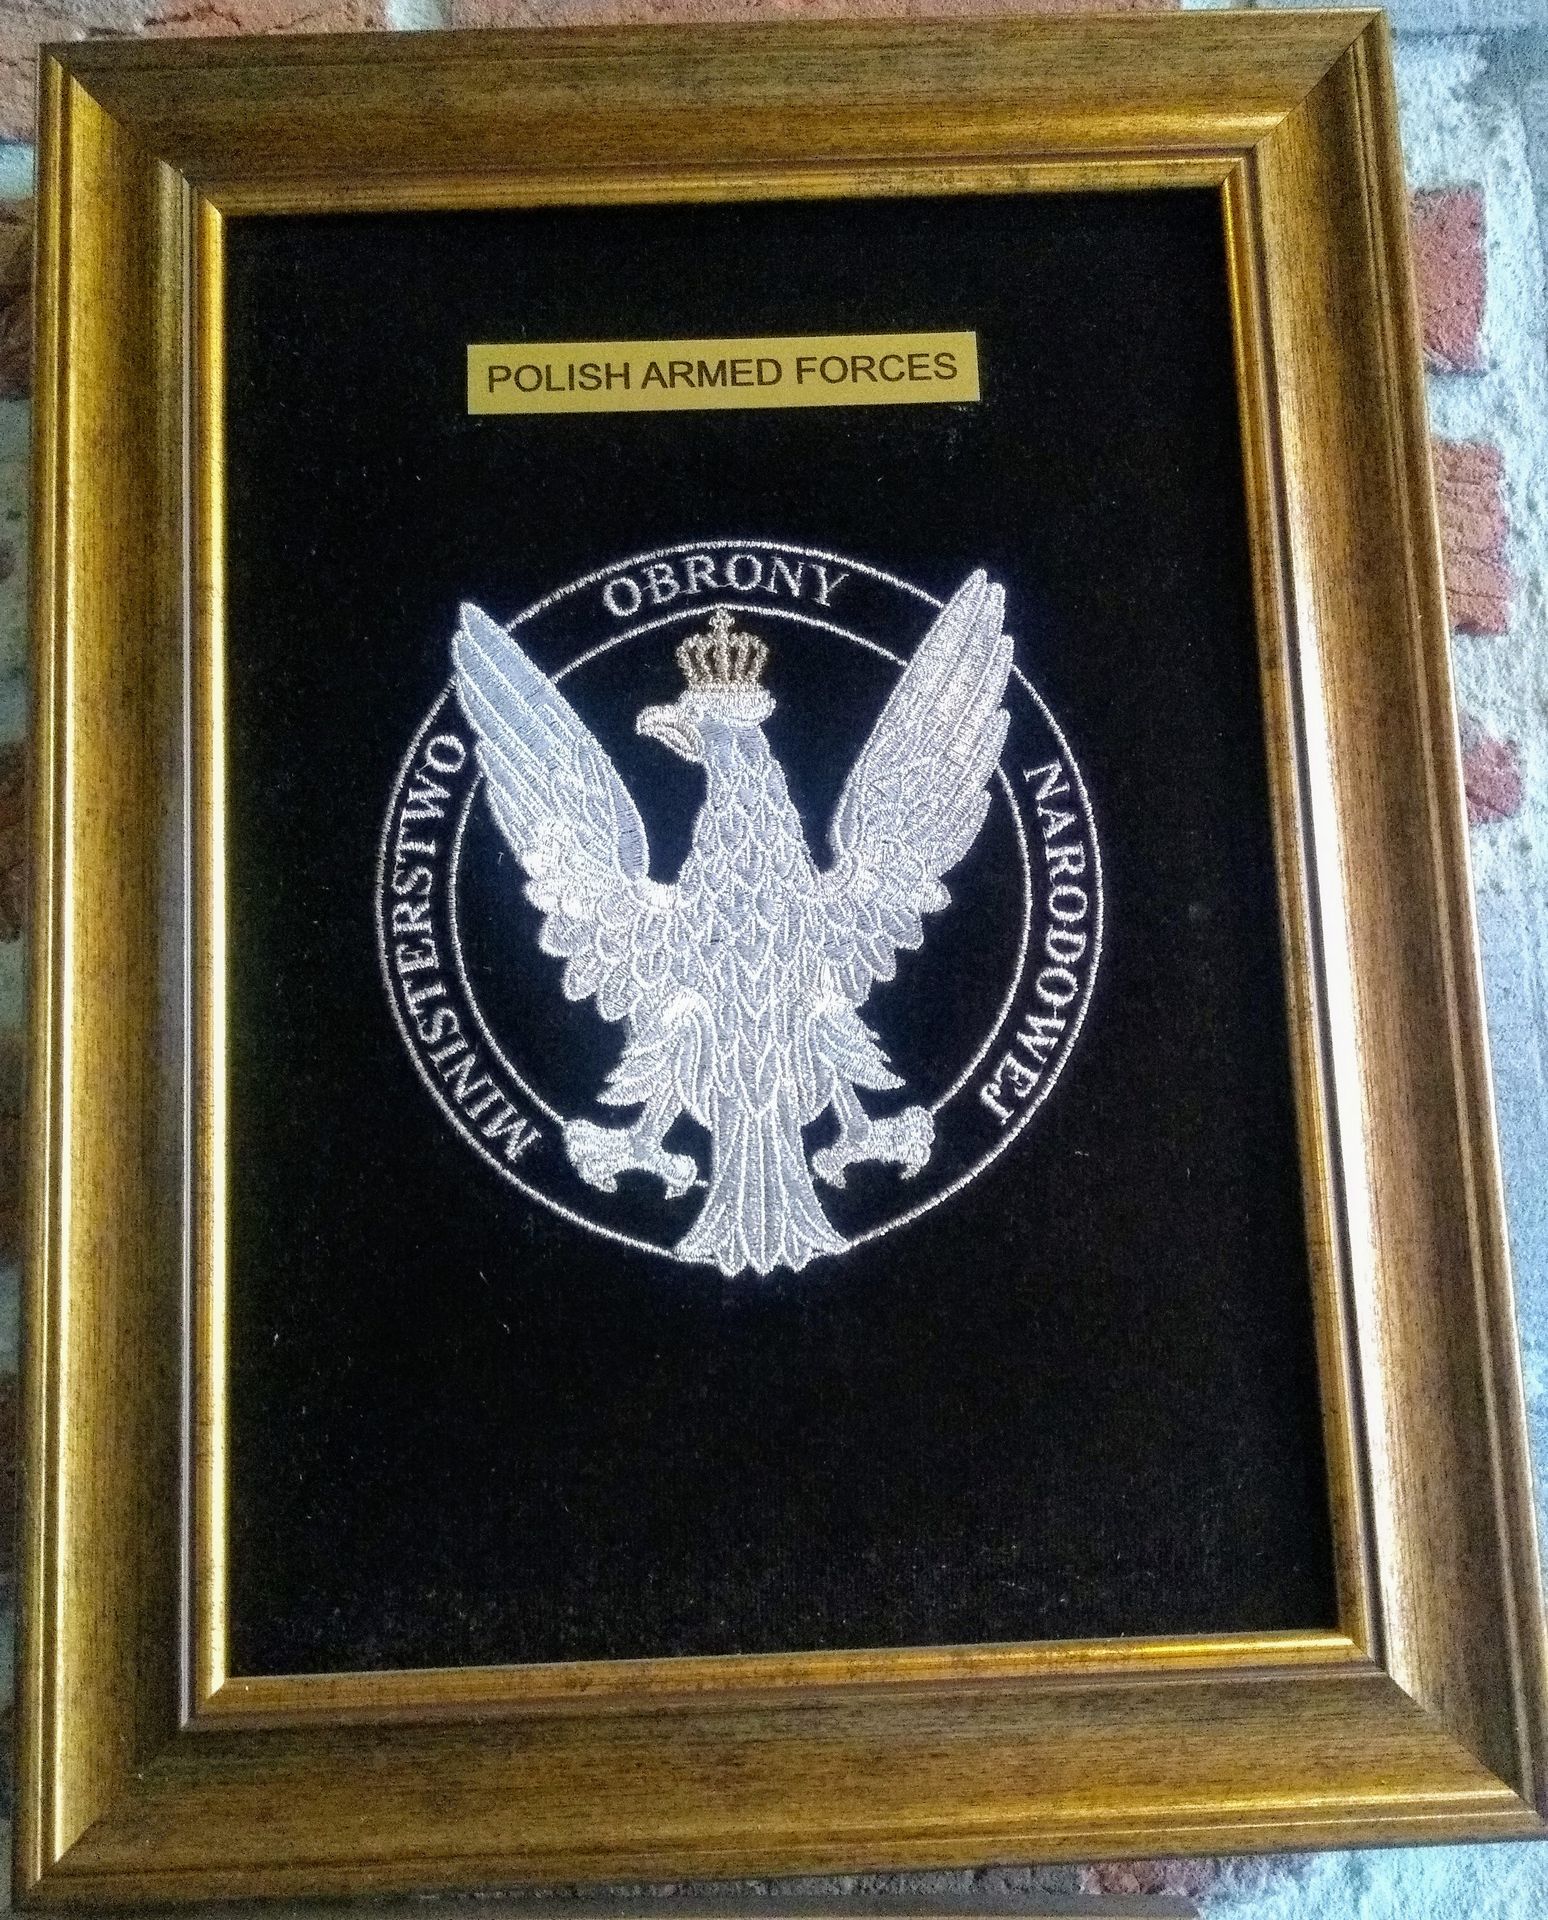 POLISH ARMED FORCES
MINISTERSTWO OBRONY NARODOWEJ